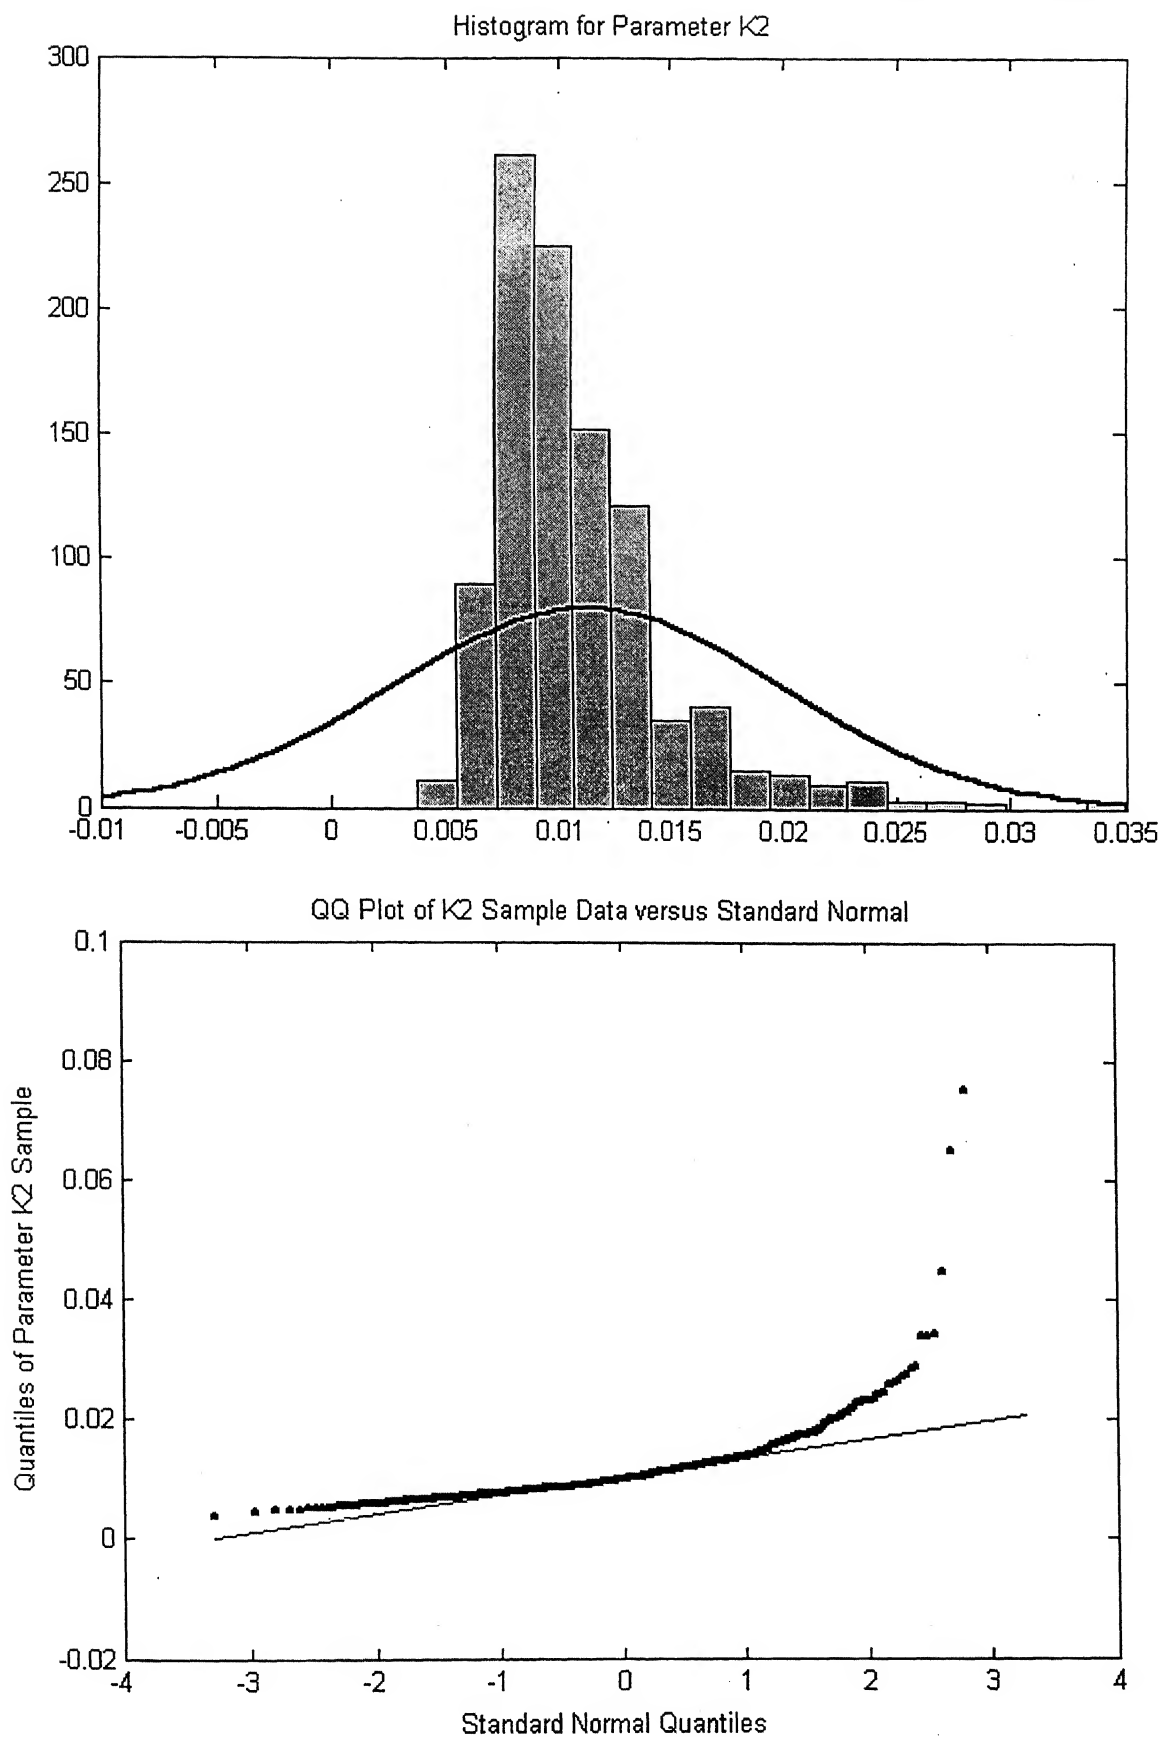 Histogram for Parameter K2
300
250
200
150
100
50
0
-0.01 -0.005 0 0.005 0.01 0.015 0.02 0.025 0.03 0.035
QQ Plot of K2 Sample Data versus Standard Normal
0.1
0.08
0.06
0.04
0.02
0
-0.02
Quantiles of Parameter K2 Sample
-4 -3 -2 -1 0 1 2 3 4
Standard Normal Quantiles